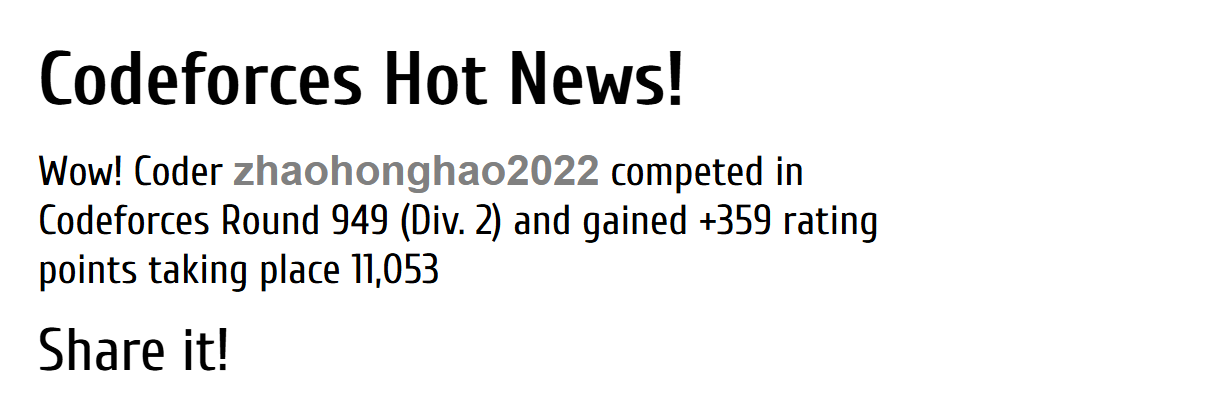 Codeforces Hot News!
Wow! Coder zhaohonghao2022 competed in
Codeforces Round 949 (Div. 2) and gained +359 rating
points taking place 11,053
Share it!